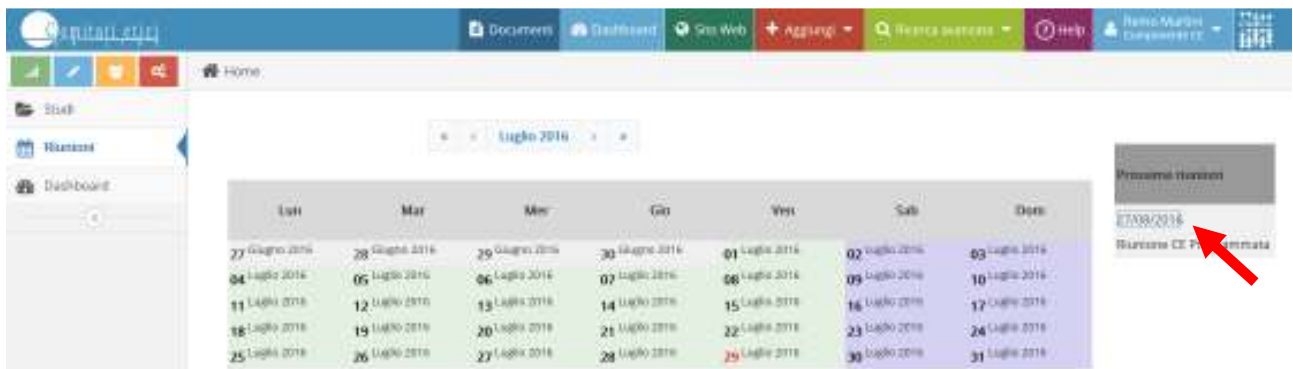 Comitati etici
Documenti Dashboard Sito Web Aggiungi Ricerca avanzata Help
Componente CE
Home
Studi
Riunioni
Dashboard
« ‹ Luglio 2016 › »
Prossime riunioni
27/08/2016
Riunione CE
Lun Mar Mer Gio Ven Sab Dom
27 Giugno 2016 28 Giugno 2016 29 Giugno 2016 30 Giugno 2016 01 Luglio 2016 02 Luglio 2016 03 Luglio 2016
04 Luglio 2016 05 Luglio 2016 06 Luglio 2016 07 Luglio 2016 08 Luglio 2016 09 Luglio 2016 10 Luglio 2016
11 Luglio 2016 12 Luglio 2016 13 Luglio 2016 14 Luglio 2016 15 Luglio 2016 16 Luglio 2016 17 Luglio 2016
18 Luglio 2016 19 Luglio 2016 20 Luglio 2016 21 Luglio 2016 22 Luglio 2016 23 Luglio 2016 24 Luglio 2016
25 Luglio 2016 26 Luglio 2016 27 Luglio 2016 28 Luglio 2016 29 Luglio 2016 30 Luglio 2016 31 Luglio 2016